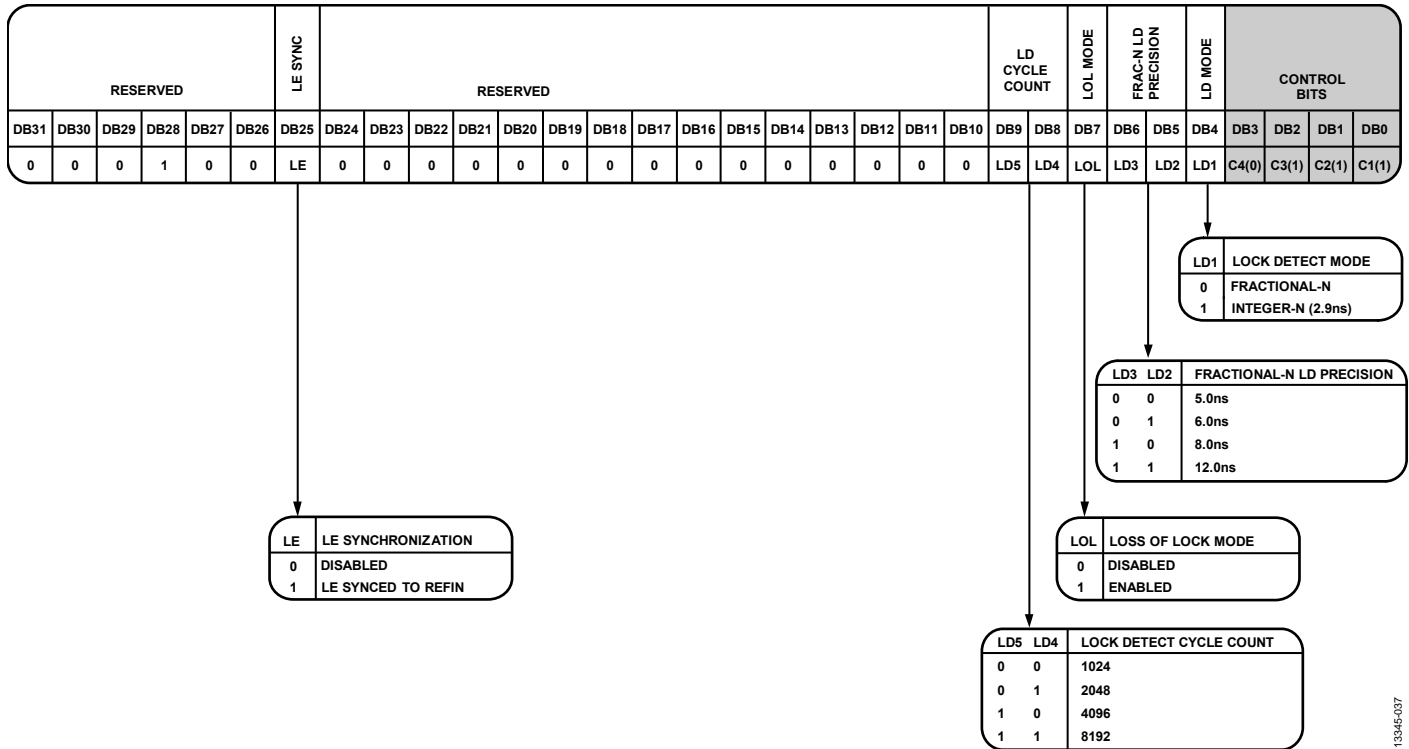 RESERVED
LE SYNC
RESERVED
LD
CYCLE
COUNT
LOL MODE
FRAC-N LD
PRECISION
LD MODE
CONTROL
BITS
DB31 DB30 DB29 DB28 DB27 DB26 DB25 DB24 DB23 DB22 DB21 DB20 DB19 DB18 DB17 DB16 DB15 DB14 DB13 DB12 DB11 DB10 DB9 DB8 DB7 DB6 DB5 DB4 DB3 DB2 DB1 DB0
0 0 0 1 0 0 LE 0 0 0 0 0 0 0 0 0 0 0 0 0 0 0 LD5 LD4 LOL LD3 LD2 LD1 C4(0) C3(1) C2(1) C1(1)
LD1 LOCK DETECT MODE
0 FRACTIONAL-N
1 INTEGER-N (2.9ns)
LD3 LD2 FRACTIONAL-N LD PRECISION
0 0 5.0ns
0 1 6.0ns
1 0 8.0ns
1 1 12.0ns
LE LE SYNCHRONIZATION
0 DISABLED
1 LE SYNCED TO REFIN
LOL LOSS OF LOCK MODE
0 DISABLED
1 ENABLED
LD5 LD4 LOCK DETECT CYCLE COUNT
0 0 1024
0 1 2048
1 0 4096
1 1 8192
13345-037